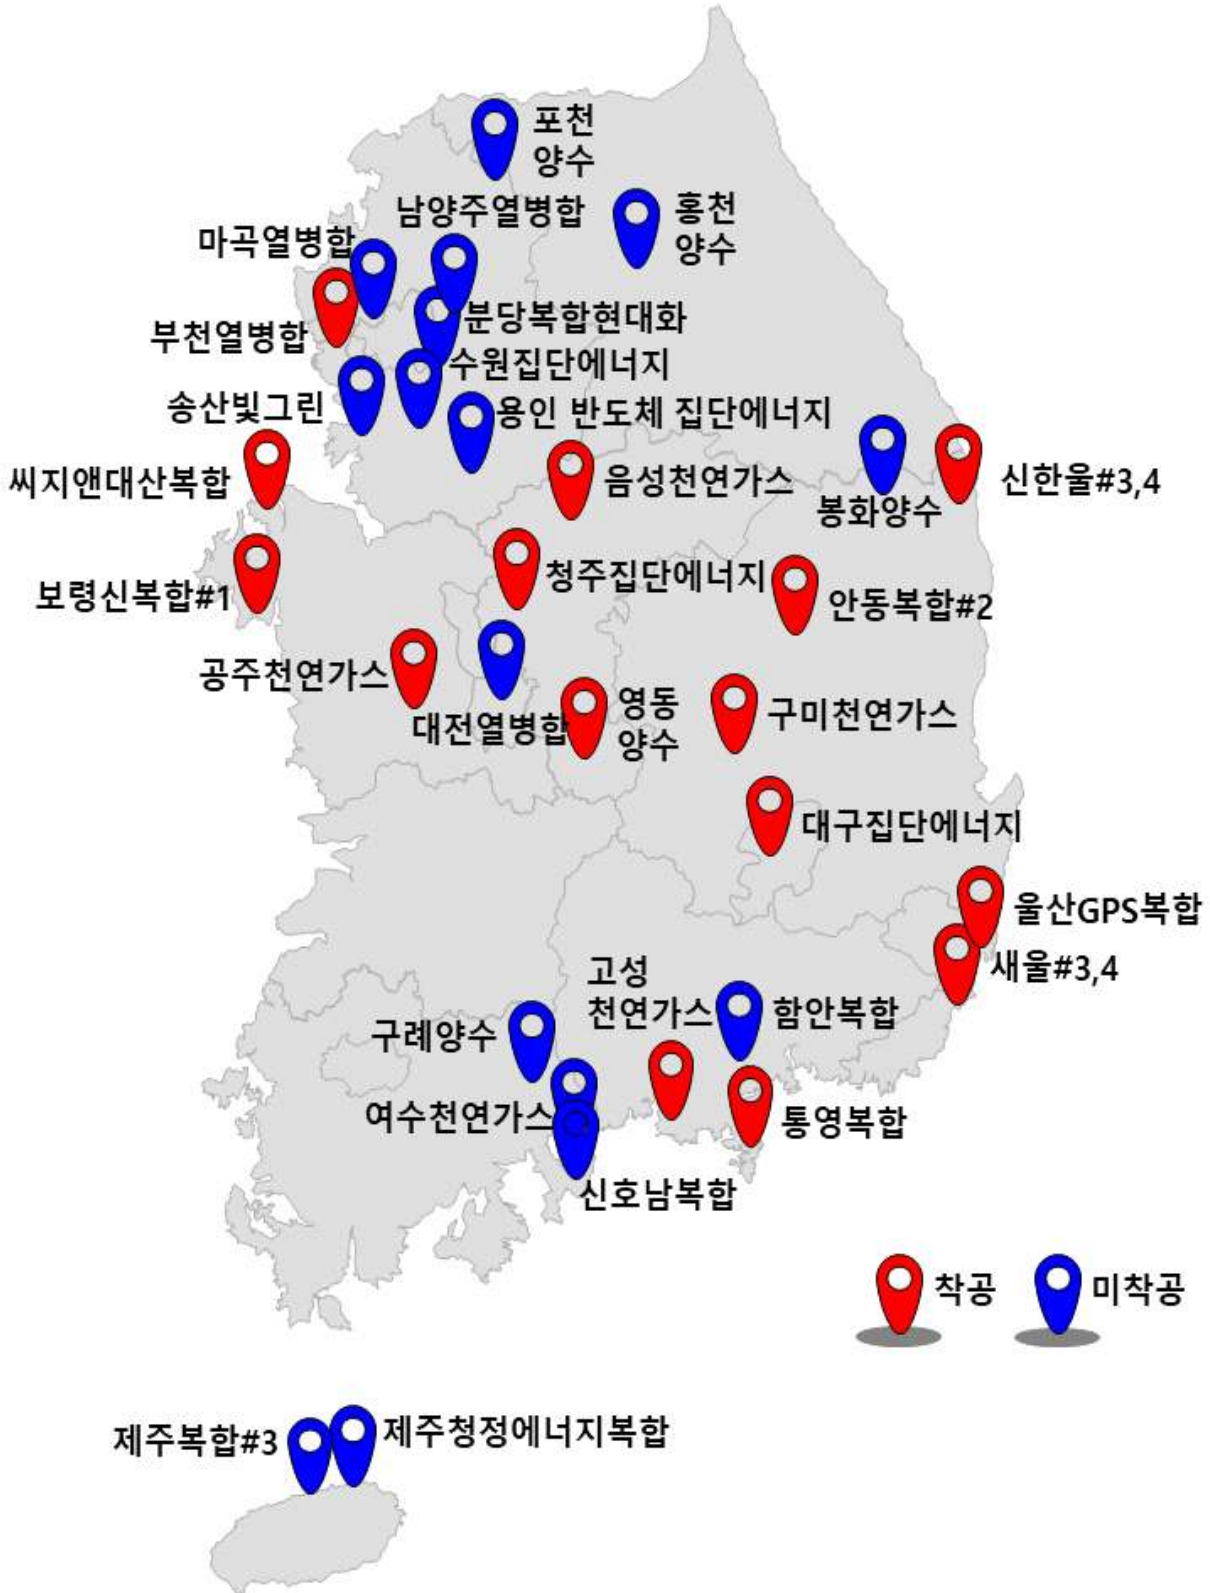 포천
양수
남양주열병합
홍천
양수
마곡열병합
부천열병합
분당복합현대화
수원집단에너지
송산빛그린
용인 반도체 집단에너지
씨지앤대산복합
음성천연가스
신한울#3,4
봉화양수
보령신복합#1
청주집단에너지
안동복합#2
공주천연가스
대전열병합
영동
양수
구미천연가스
대구집단에너지
울산GPS복합
새울#3,4
고성
천연가스
함안복합
구례양수
여수천연가스
통영복합
신호남복합
착공
미착공
제주복합#3
제주청정에너지복합